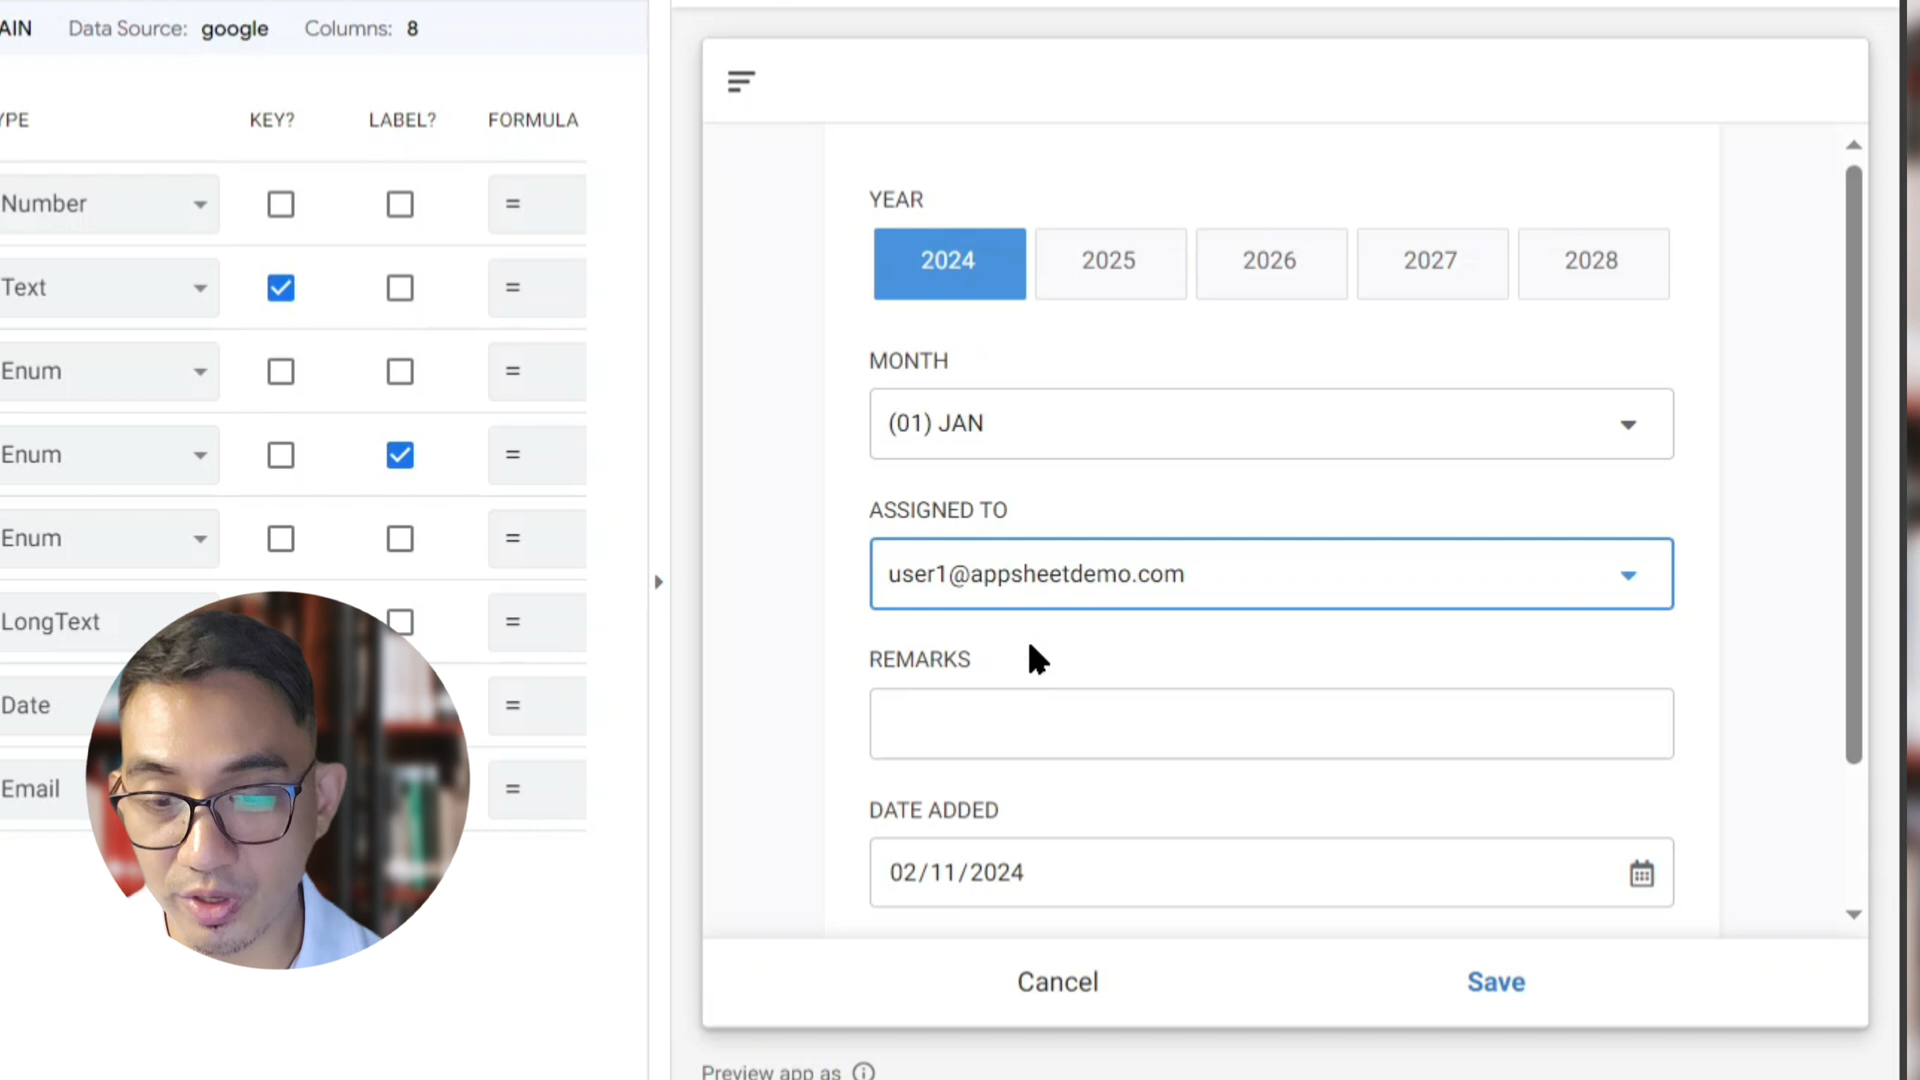 AIN Data Source: google Columns: 8
YPE KEY? LABEL? FORMULA
Number =
Text =
Enum =
Enum =
Enum =
LongText =
Date =
Email =
YEAR
2024 2025 2026 2027 2028
MONTH
(01) JAN
ASSIGNED TO
user1@appsheetdemo.com
REMARKS
DATE ADDED
02/11/2024
Cancel Save
Preview app as